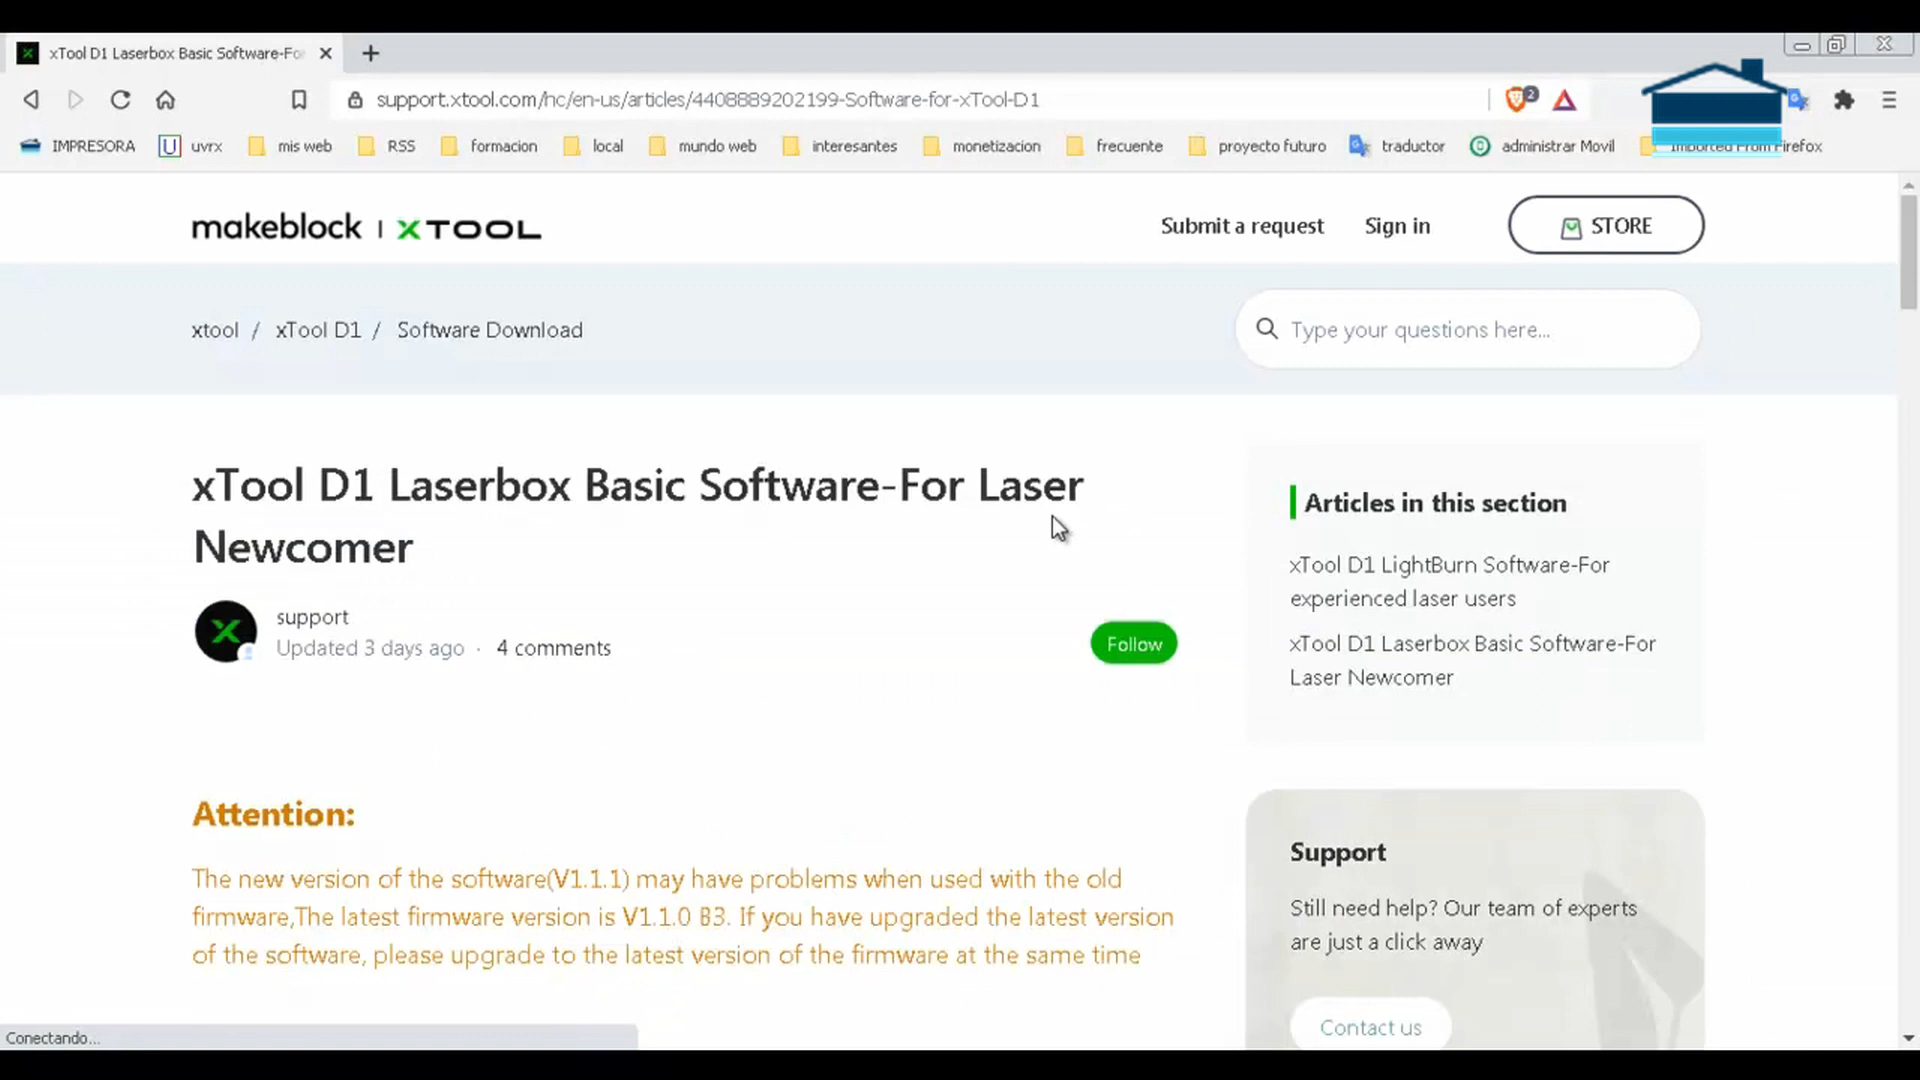 xTool D1 Laserbox Basic Software-Fo
support.xtool.com/hc/en-us/articles/4408889202199-Software-for-xTool-D1
2
IMPRESORA
uvrx
mis web
RSS
formacion
local
mundo web
interesantes
monetizacion
frecuente
proyecto futuro
traductor
administrar Movil
Imported From Firefox
makeblock | xTOOL
Submit a request
Sign in
STORE
xtool / xTool D1 / Software Download
Type your questions here...
xTool D1 Laserbox Basic Software-For Laser
Newcomer
support
Updated 3 days ago · 4 comments
Follow
Attention:
The new version of the software(V1.1.1) may have problems when used with the old
firmware,The latest firmware version is V1.1.0 B3. If you have upgraded the latest version
of the software, please upgrade to the latest version of the firmware at the same time
Articles in this section
xTool D1 LightBurn Software-For
experienced laser users
xTool D1 Laserbox Basic Software-For
Laser Newcomer
Support
Still need help? Our team of experts
are just a click away
Contact us
Conectando...